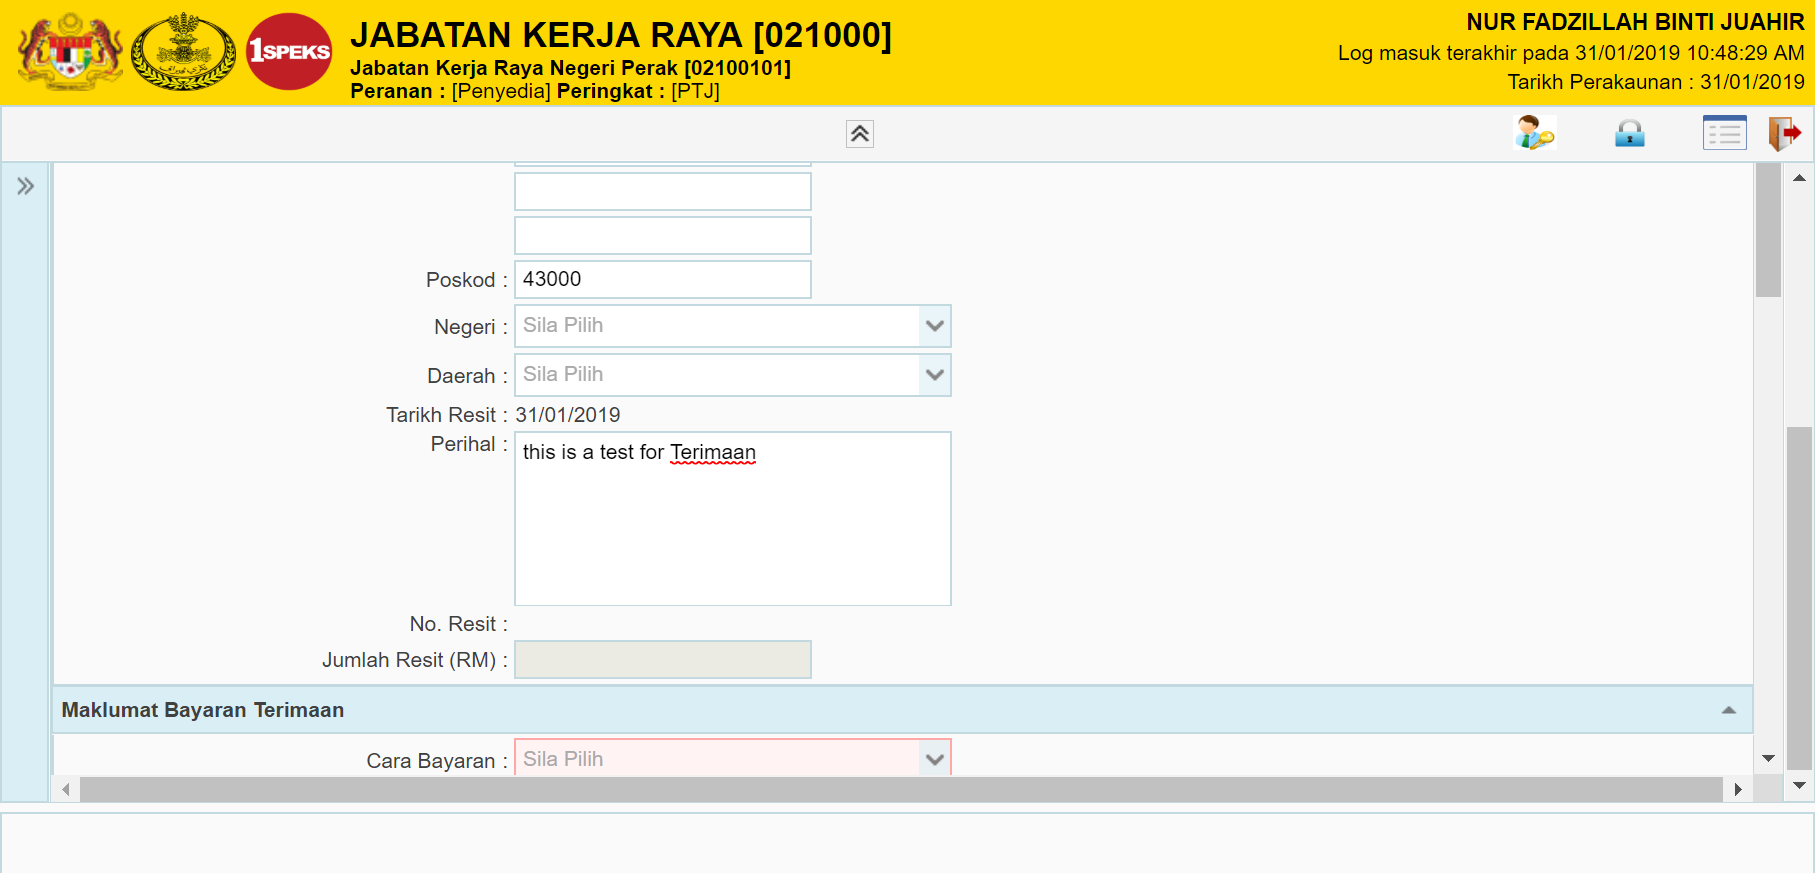 1SPEKS
JABATAN KERJA RAYA [021000]
Jabatan Kerja Raya Negeri Perak [02100101]
Peranan : [Penyedia] Peringkat : [PTJ]
NUR FADZILLAH BINTI JUAHIR
Log masuk terakhir pada 31/01/2019 10:48:29 AM
Tarikh Perakaunan : 31/01/2019
Poskod : 43000
Negeri : Sila Pilih
Daerah : Sila Pilih
Tarikh Resit : 31/01/2019
Perihal : this is a test for Terimaan
No. Resit :
Jumlah Resit (RM) :
Maklumat Bayaran Terimaan
Cara Bayaran : Sila Pilih